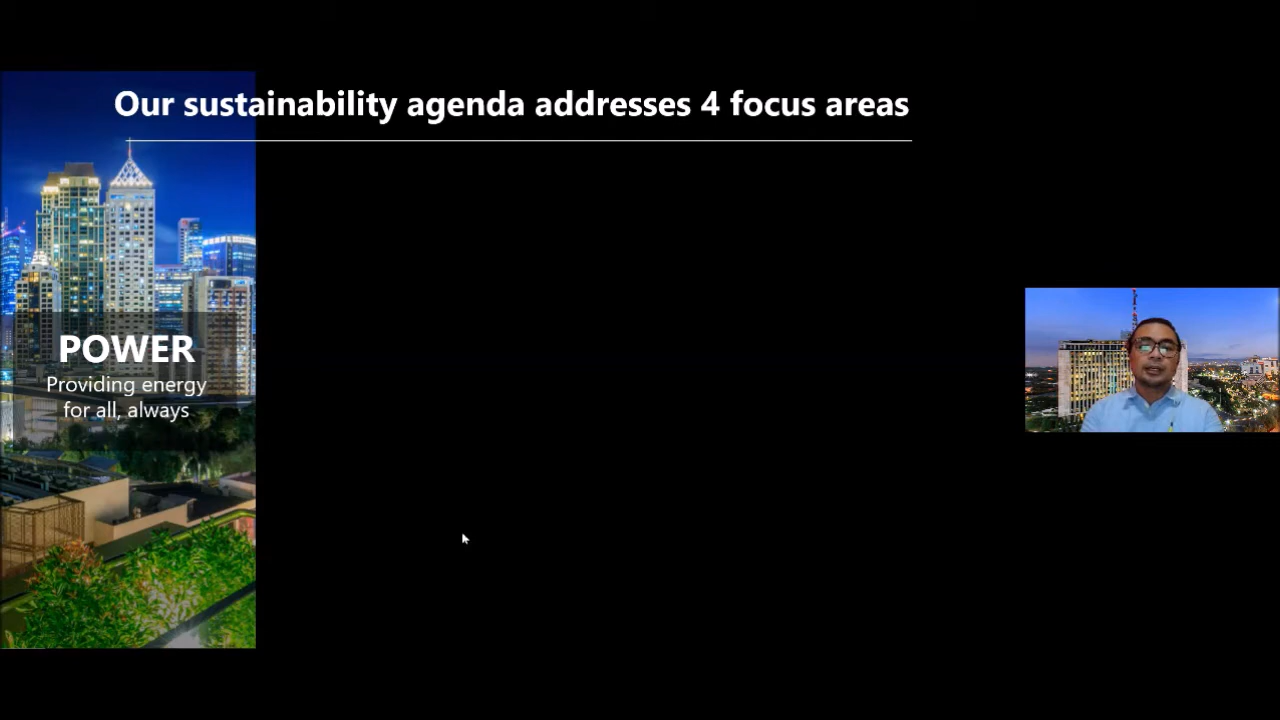 Our sustainability agenda addresses 4 focus areas
POWER
Providing energy
for all, always